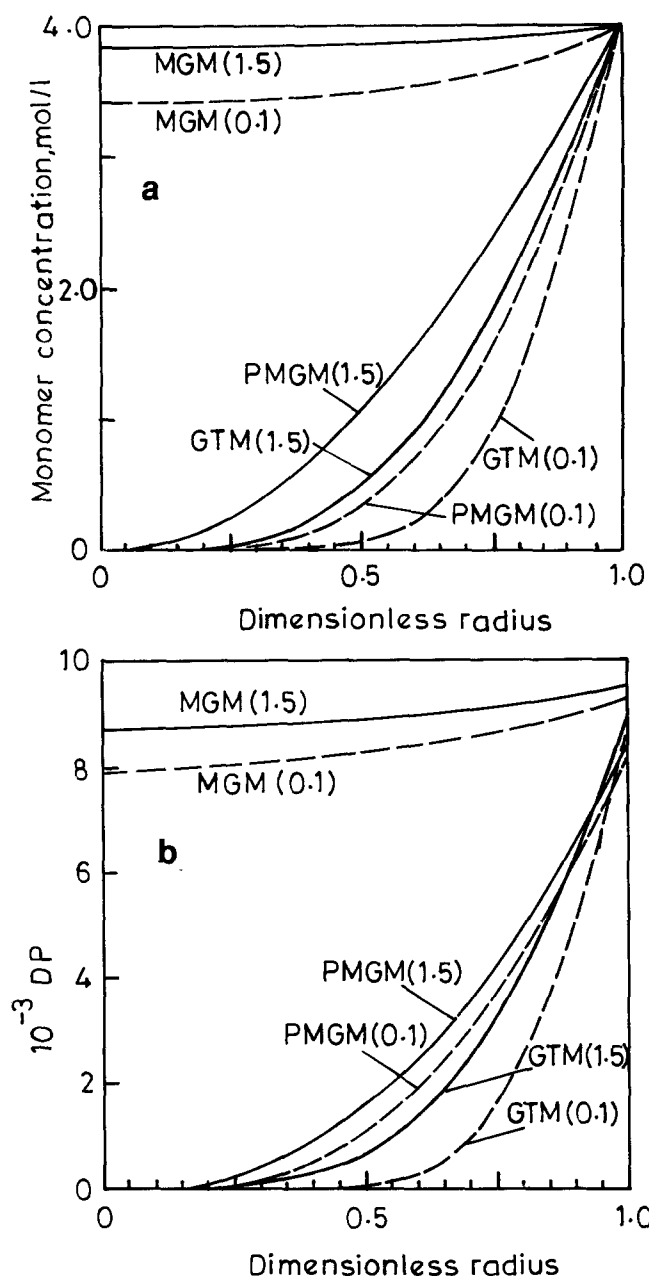 4.0
MGM(1.5)
MGM(0.1)
a
2.0
PMGM(1.5)
GTM(1.5)
GTM(0.1)
PMGM(0.1)
0
0 0.5 1.0
Monomer concentration,mol/l
Dimensionless radius
10
MGM(1.5)
8
MGM(0.1)
b
6
4
PMGM(1.5)
PMGM(0.1)
2
GTM(1.5)
GTM(0.1)
0
0 0.5 1.0
10⁻³ DP
Dimensionless radius